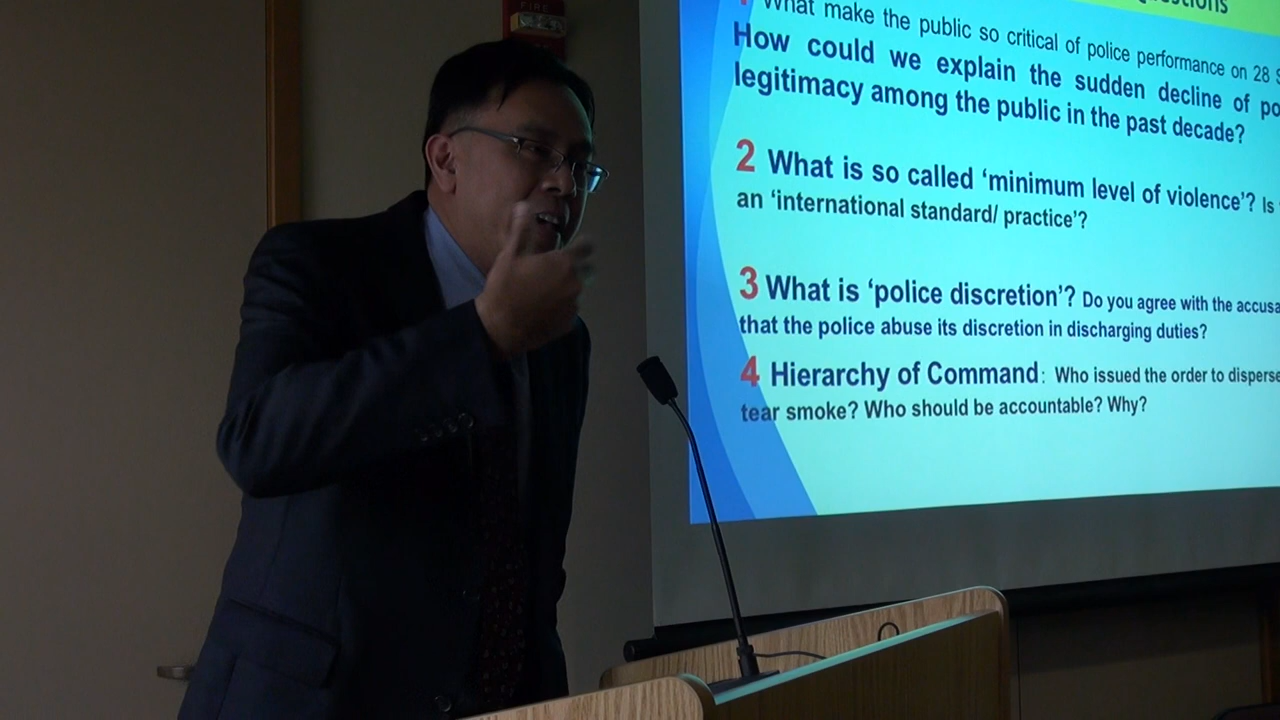 FIRE
What make the public so critical of police performance on 28
How could we explain the sudden decline of
legitimacy among the public in the past decade?
2 What is so called ‘minimum level of violence’? Is
an ‘international standard/ practice’?
3 What is ‘police discretion’? Do you agree with the
that the police abuse its discretion in discharging duties?
4 Hierarchy of Command: Who issued the order to disperse
tear smoke? Who should be accountable? Why?